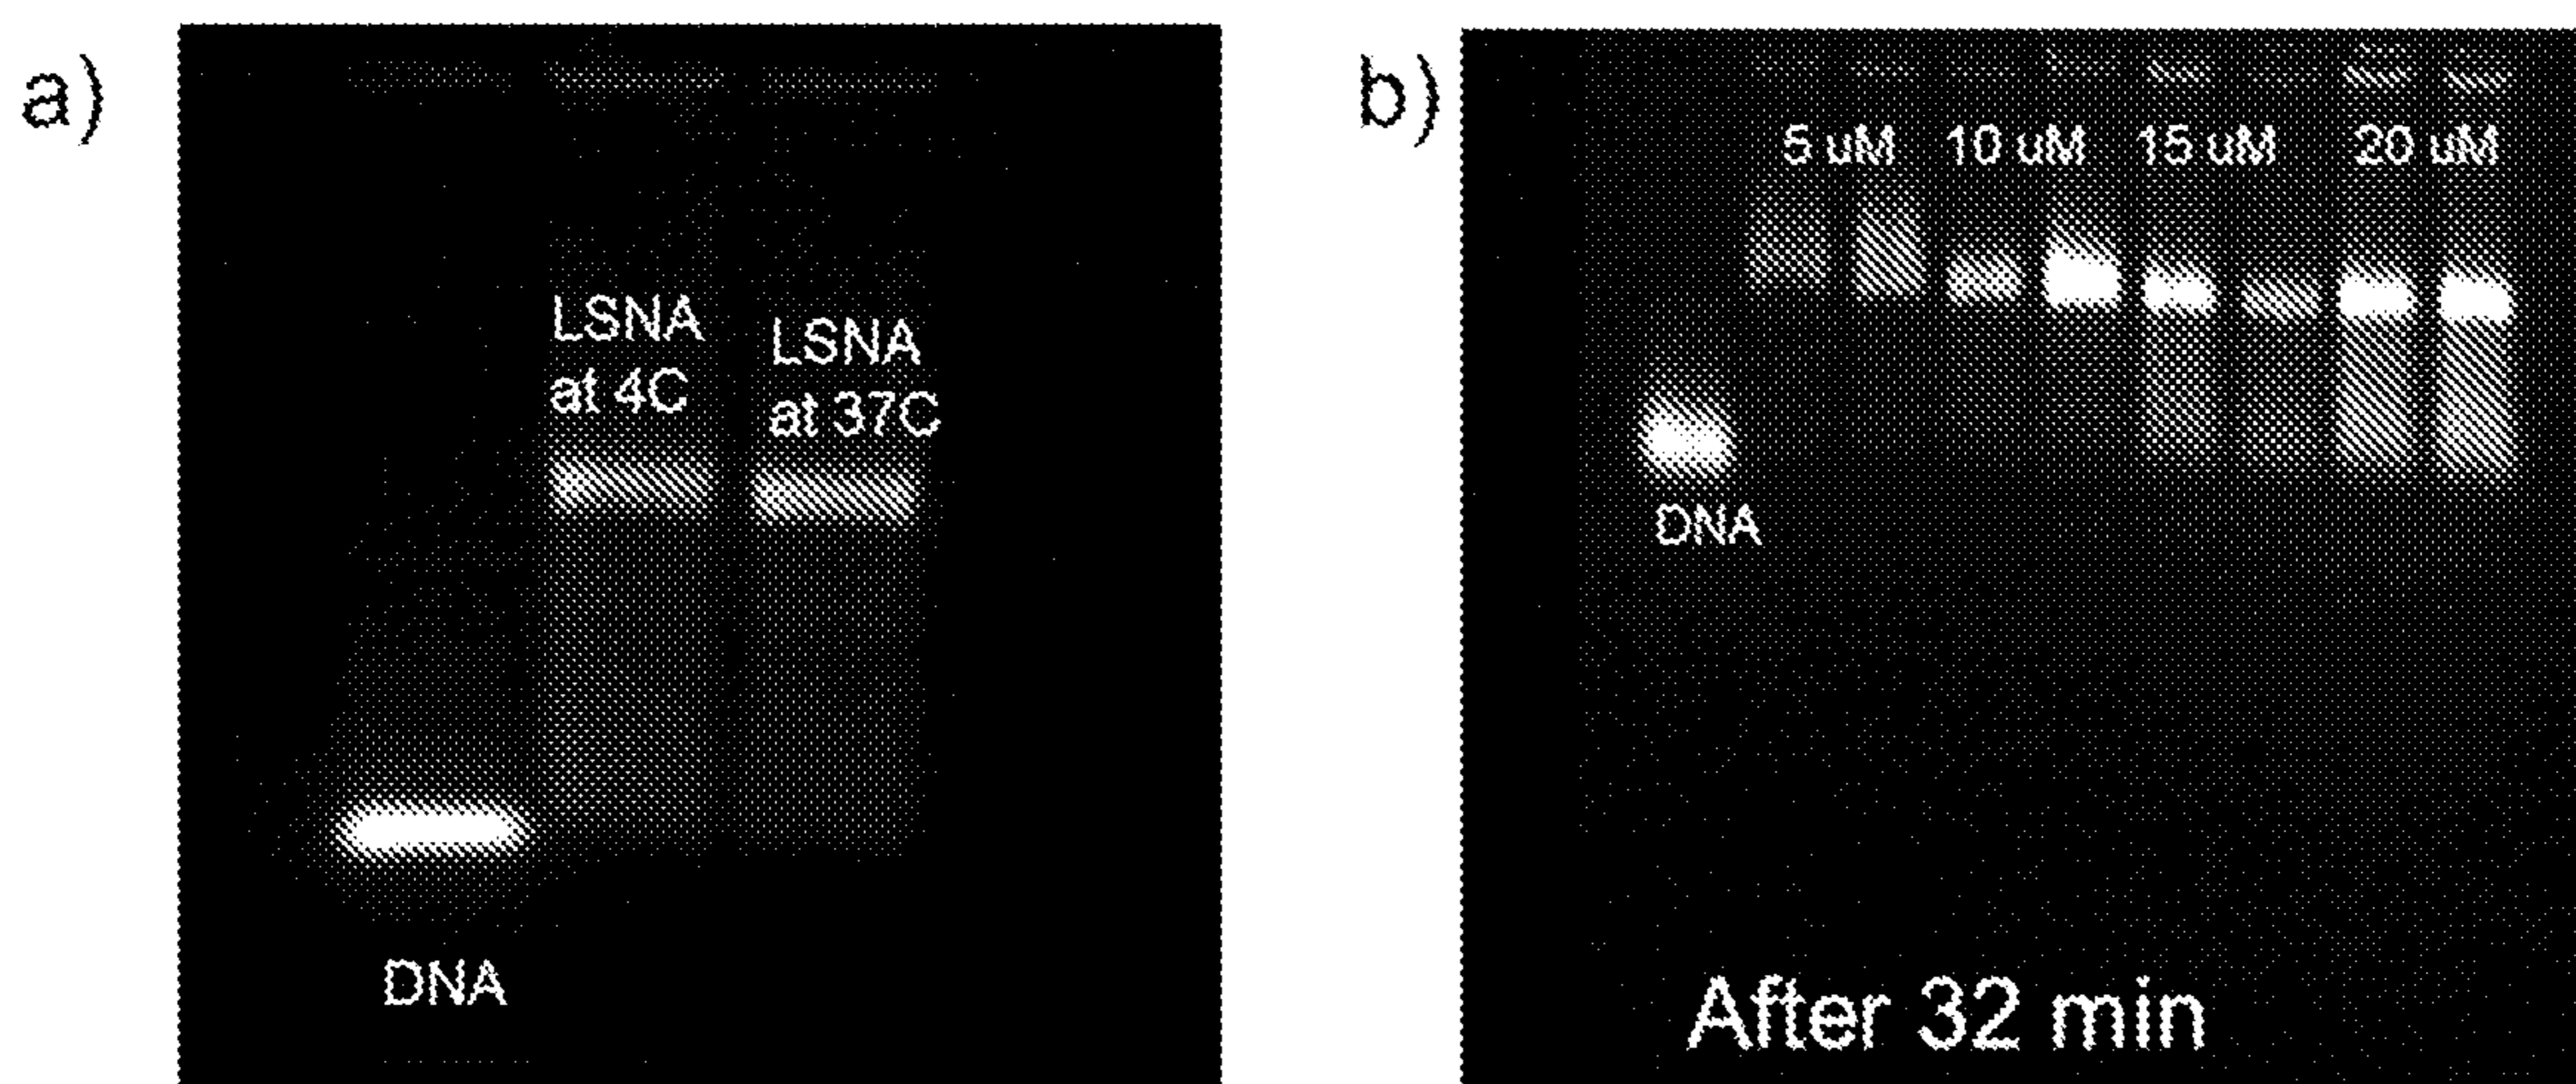 a)
LSNA
at 4C
LSNA
at 37C
DNA
b)
5 uM 10 uM 15 uM 20 uM
DNA
After 32 min